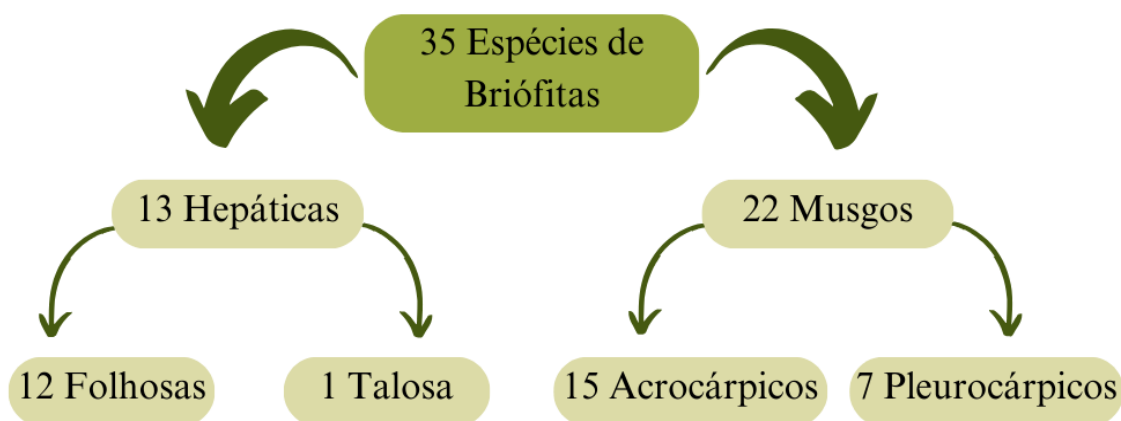 35 Espécies de
Briófitas
13 Hepáticas
22 Musgos
12 Folhosas
1 Talosa
15 Acrocárpicos
7 Pleurocárpicos